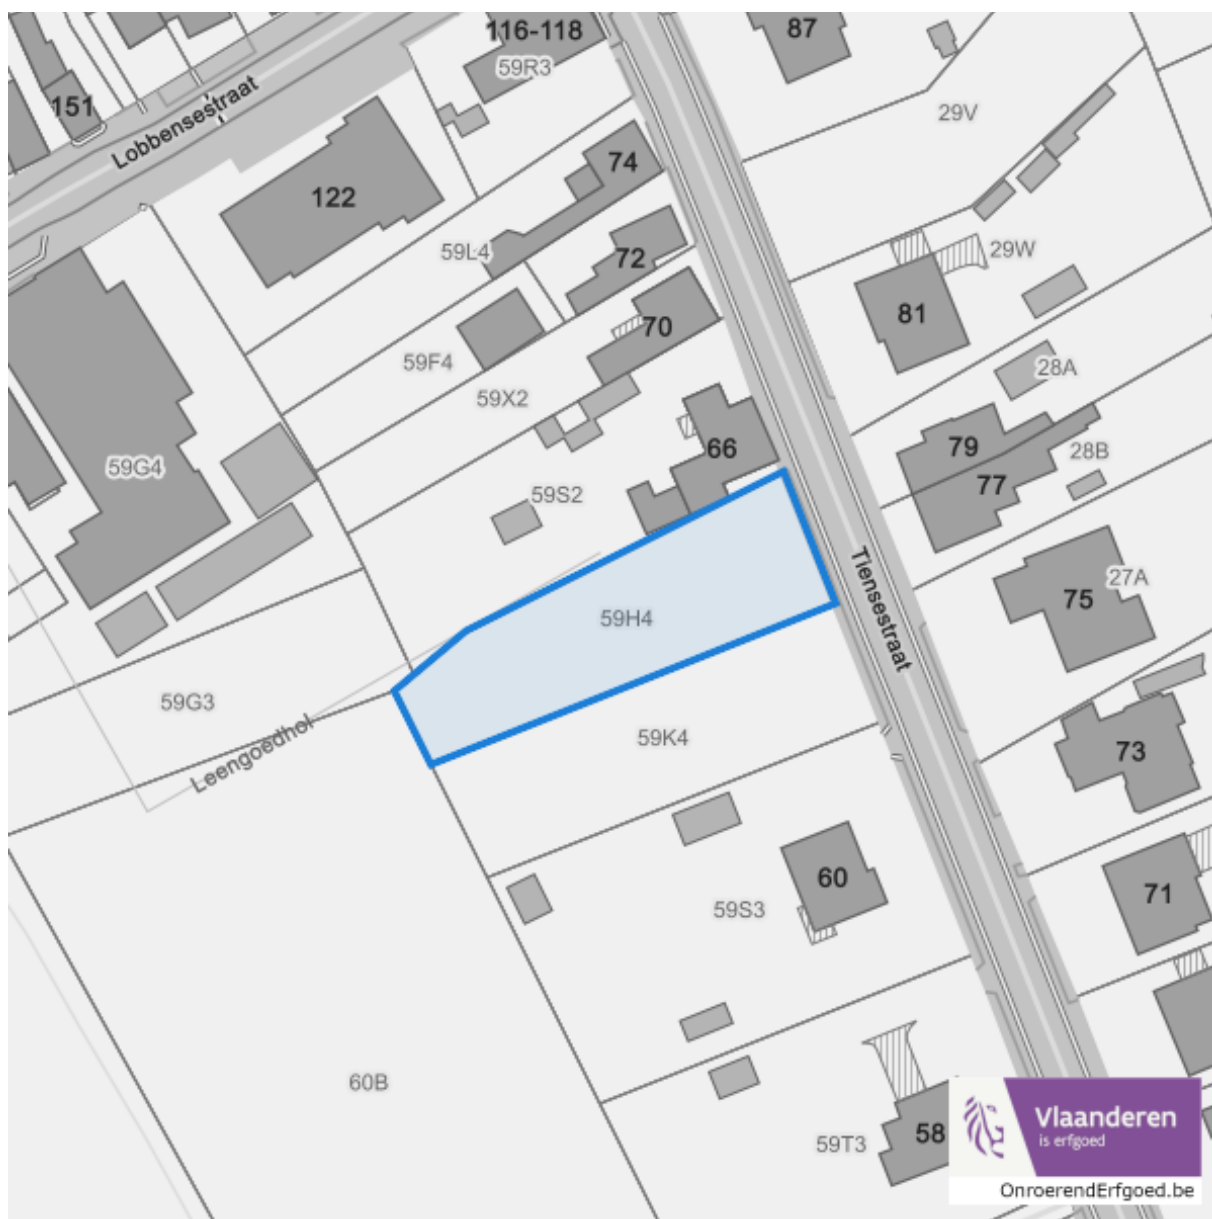 116-118
87
59R3
151
Lobbensestraat
29V
74
122
59L4
72
29W
81
70
59F4
28A
59X2
66
79
28B
59G4
77
59S2
Tiensestraat
27A
75
59H4
59G3
59K4
Leengoedhol
73
60
71
59S3
60B
59T3
58
Vlaanderen
is erfgoed
OnroerendErfgoed.be